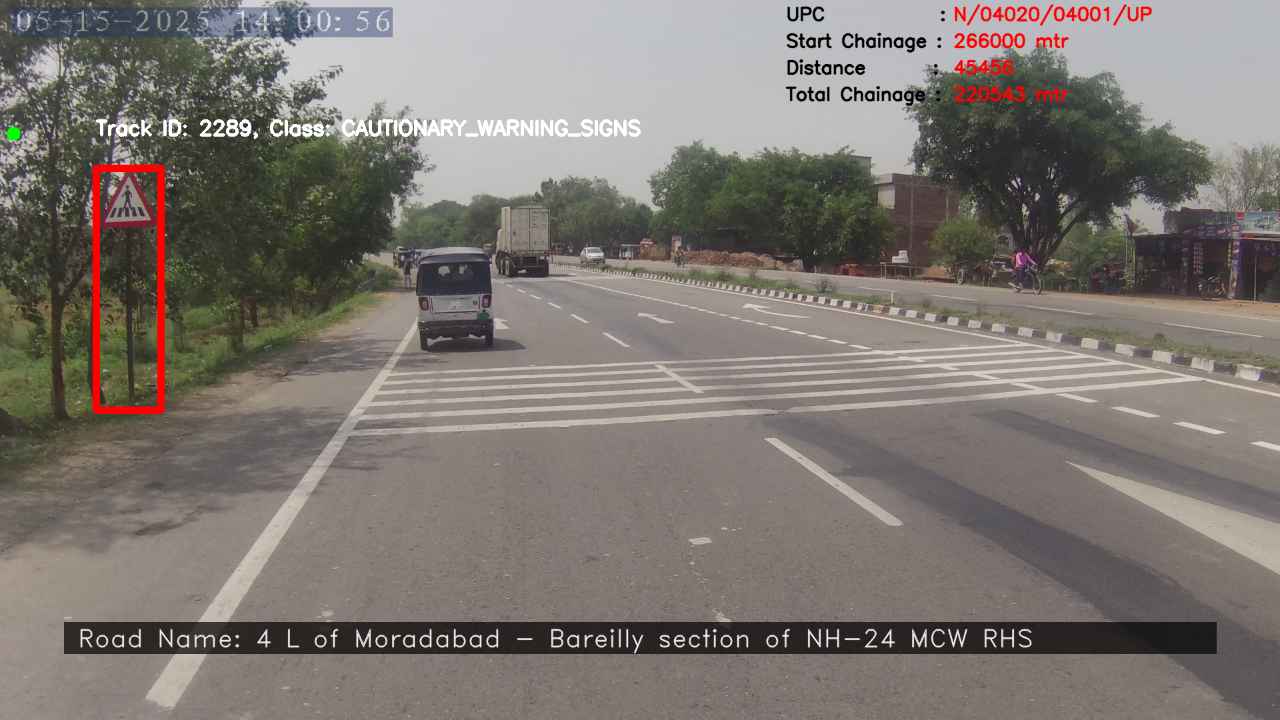 05-15-2025 14:00:56
UPC : N/04020/04001/UP
Start Chainage : 266000 mtr
Distance : 45456
Total Chainage : 220543 mtr
Track ID: 2289, Class: CAUTIONARY_WARNING_SIGNS
Road Name: 4 L of Moradabad - Bareilly section of NH-24 MCW RHS